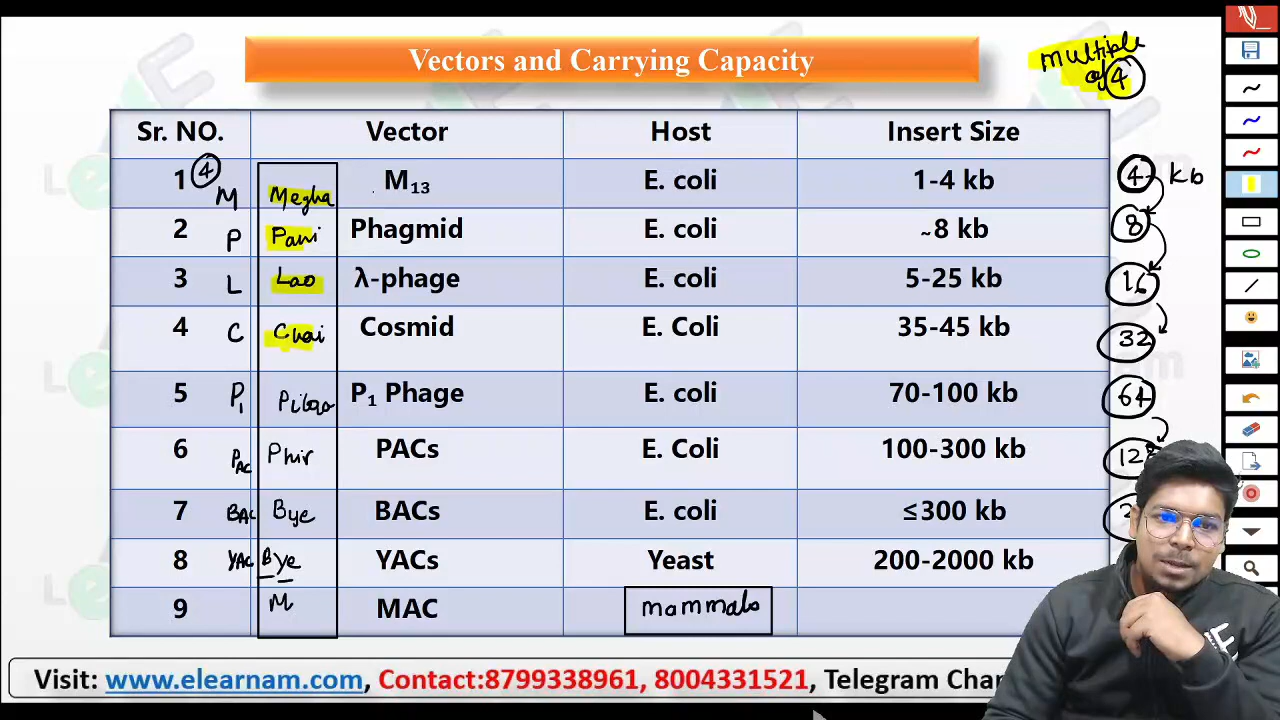 Vectors and Carrying Capacity
multiple of 4
Sr. NO. Vector Host Insert Size
1 4 M Megha M₁₃ E. coli 1-4 kb 4 kb
2 P Pani Phagmid E. coli ~8 kb 8
3 L Lao λ-phage E. coli 5-25 kb 16
4 C Chai Cosmid E. Coli 35-45 kb 32
5 P₁ P₁ Phage E. coli 70-100 kb 64
6 PAC Phir PACs E. Coli 100-300 kb
7 BAC Bye BACs E. coli ≤300 kb
8 YAC Bye YACs Yeast 200-2000 kb
9 M MAC mammals
Visit: www.elearnam.com, Contact:8799338961, 8004331521, Telegram